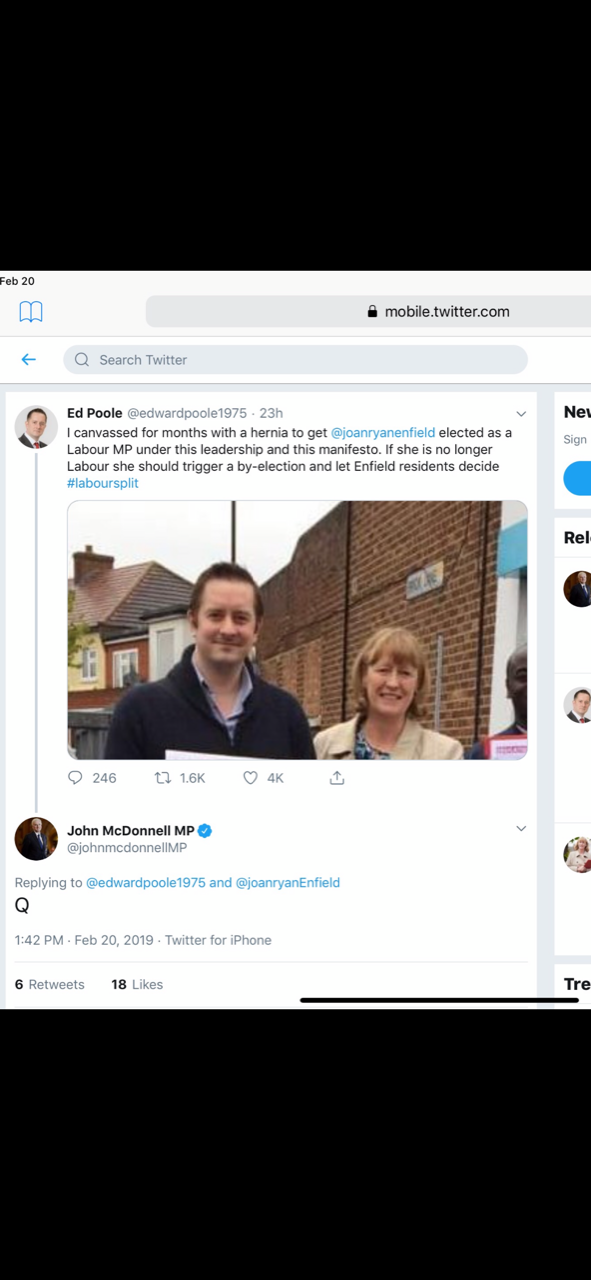 Feb 20
mobile.twitter.com
Search Twitter
Ed Poole @edwardpoole1975 · 23h
I canvassed for months with a hernia to get @joanryanenfield elected as a
Labour MP under this leadership and this manifesto. If she is no longer
Labour she should trigger a by-election and let Enfield residents decide
#laboursplit
246 1.6K 4K
John McDonnell MP
@johnmcdonnellMP
Replying to @edwardpoole1975 and @joanryanEnfield
Q
1:42 PM · Feb 20, 2019 · Twitter for iPhone
6 Retweets 18 Likes
Nev
Sign
Rel
Tre